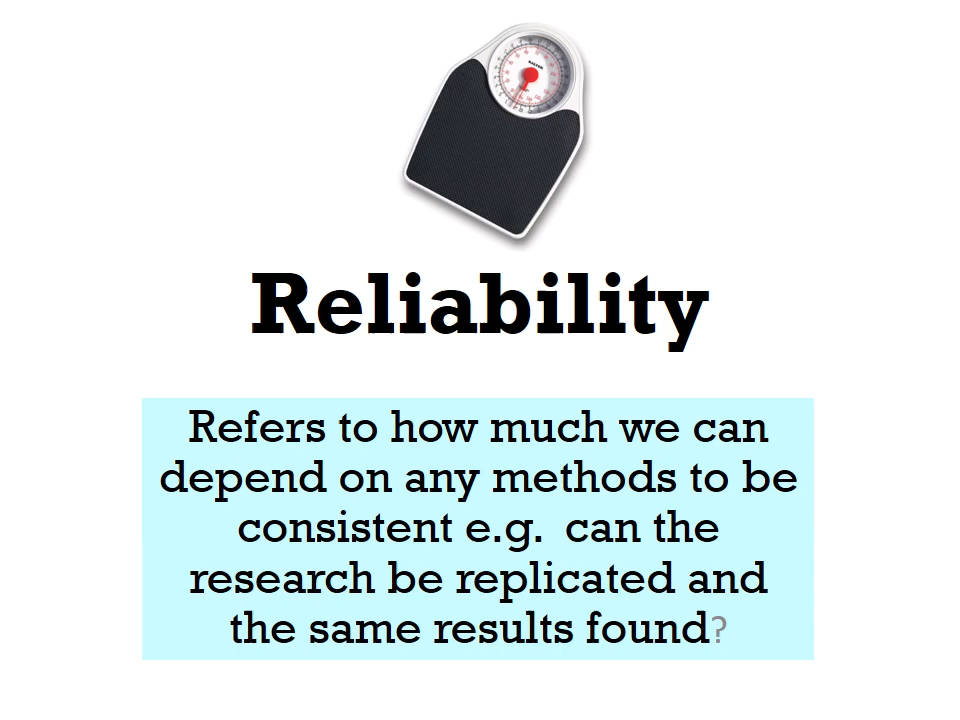 Reliability
Refers to how much we can
depend on any methods to be
consistent e.g.  can the
research be replicated and
the same results found?